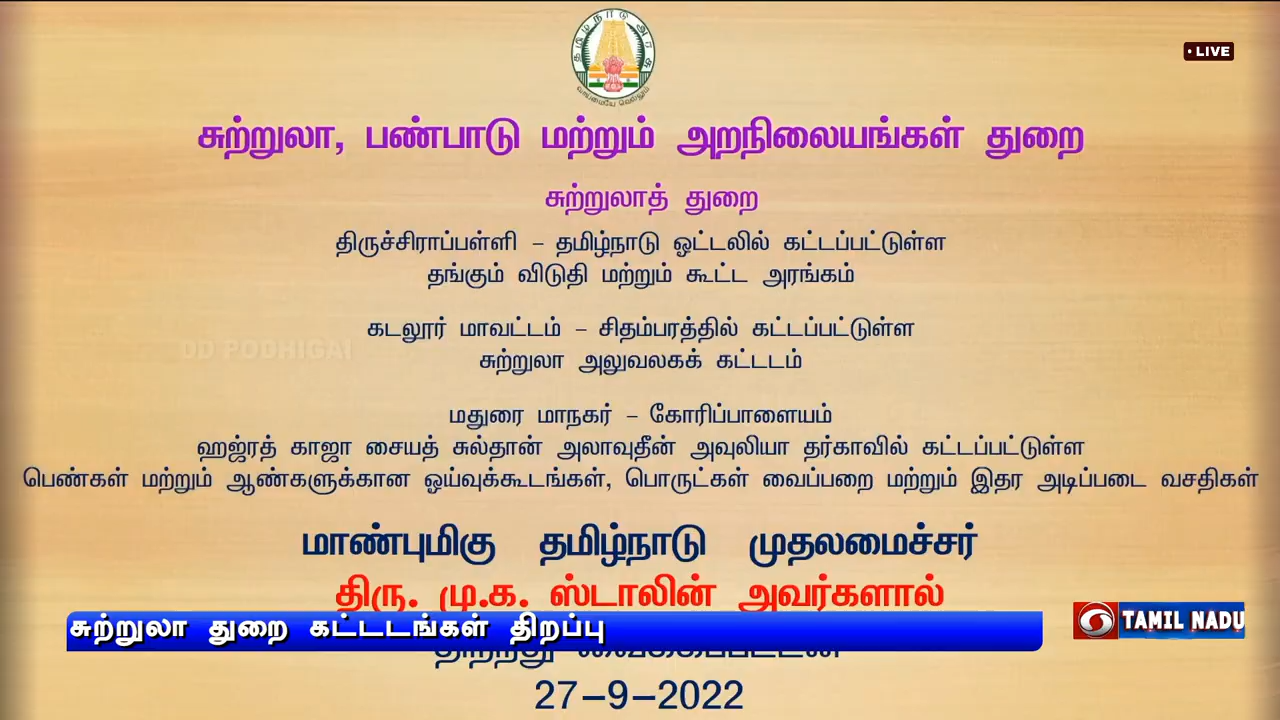 தமிழ்நாடு அரசு
வாய்மையே வெல்லும்
• LIVE
சுற்றுலா, பண்பாடு மற்றும் அறநிலையங்கள் துறை
சுற்றுலாத் துறை
திருச்சிராப்பள்ளி – தமிழ்நாடு ஓட்டலில் கட்டப்பட்டுள்ள
தங்கும் விடுதி மற்றும் கூட்ட அரங்கம்
கடலூர் மாவட்டம் – சிதம்பரத்தில் கட்டப்பட்டுள்ள
DD PODHIGAI
சுற்றுலா அலுவலகக் கட்டடம்
மதுரை மாநகர் – கோரிப்பாளையம்
ஹஜ்ரத் காஜா சையத் சுல்தான் அலாவுதீன் அவுலியா தர்காவில் கட்டப்பட்டுள்ள
பெண்கள் மற்றும் ஆண்களுக்கான ஓய்வுக்கூடங்கள், பொருட்கள் வைப்பறை மற்றும் இதர அடிப்படை வசதிகள்
மாண்புமிகு தமிழ்நாடு முதலமைச்சர்
திரு. மு.க. ஸ்டாலின் அவர்களால்
சுற்றுலா துறை கட்டடங்கள் திறப்பு
TAMIL NADU
27–9–2022